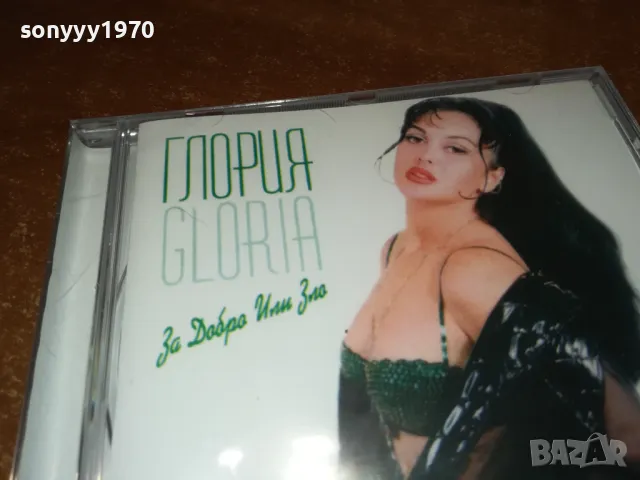 sonyyy1970
ГЛОРИЯ
GLORIA
За Добро Или Зло
BAZAR